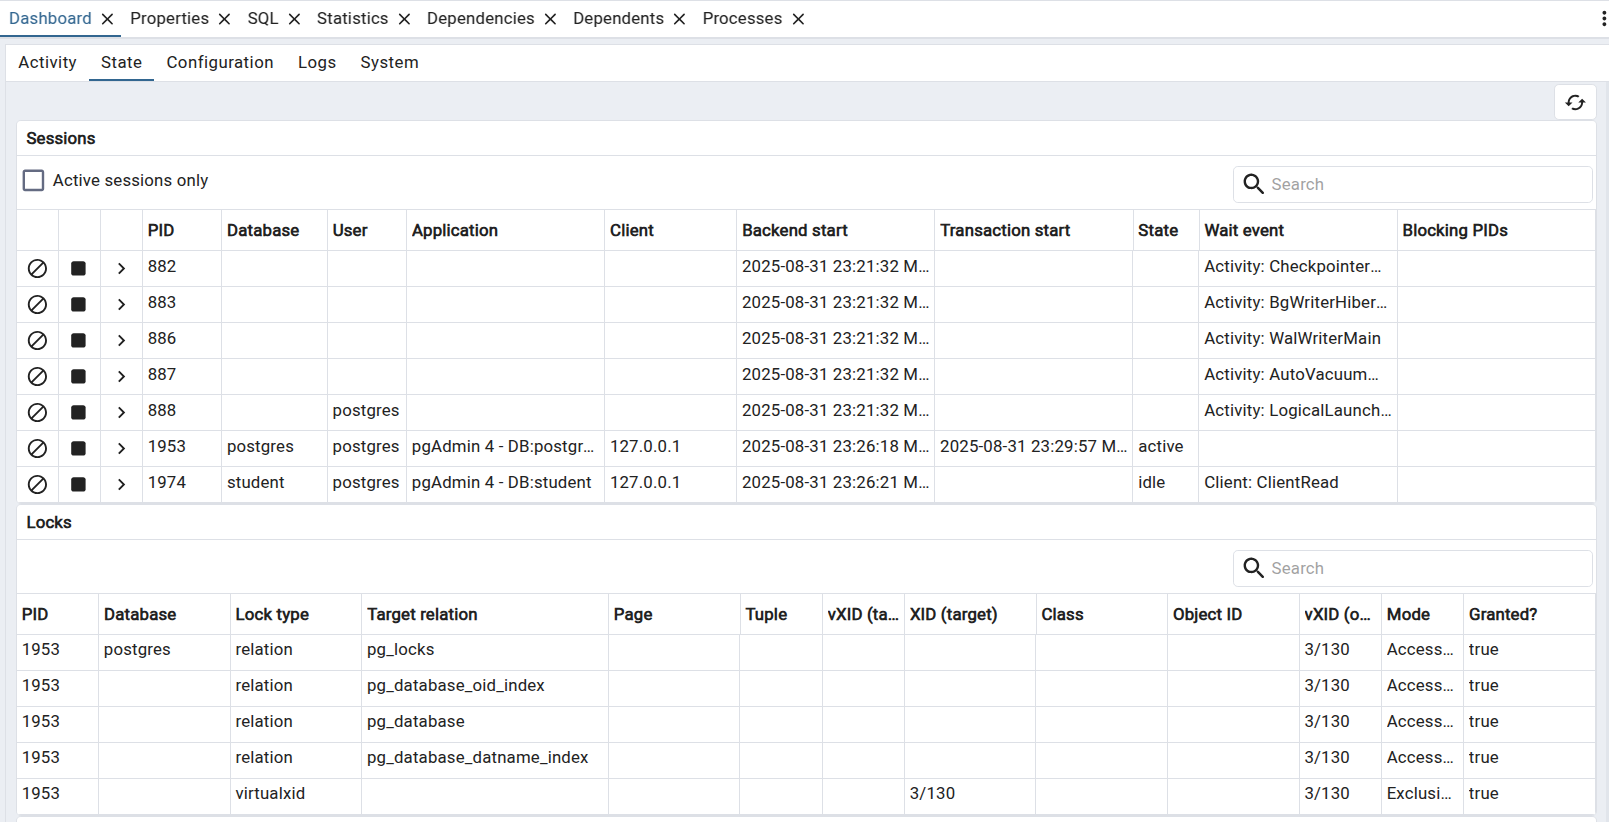 Dashboard Properties SQL Statistics Dependencies Dependents Processes
Activity State Configuration Logs System
Sessions
Active sessions only Search
PID Database User Application Client Backend start Transaction start State Wait event Blocking PIDs
882 2025-08-31 23:21:32 M... Activity: Checkpointer...
883 2025-08-31 23:21:32 M... Activity: BgWriterHiber...
886 2025-08-31 23:21:32 M... Activity: WalWriterMain
887 2025-08-31 23:21:32 M... Activity: AutoVacuum...
888 postgres 2025-08-31 23:21:32 M... Activity: LogicalLaunch...
1953 postgres postgres pgAdmin 4 - DB:postgr... 127.0.0.1 2025-08-31 23:26:18 M... 2025-08-31 23:29:57 M... active
1974 student postgres pgAdmin 4 - DB:student 127.0.0.1 2025-08-31 23:26:21 M... idle Client: ClientRead
Locks
Search
PID Database Lock type Target relation Page Tuple vXID (ta... XID (target) Class Object ID vXID (o... Mode Granted?
1953 postgres relation pg_locks 3/130 Access... true
1953 relation pg_database_oid_index 3/130 Access... true
1953 relation pg_database 3/130 Access... true
1953 relation pg_database_datname_index 3/130 Access... true
1953 virtualxid 3/130 3/130 Exclusi... true